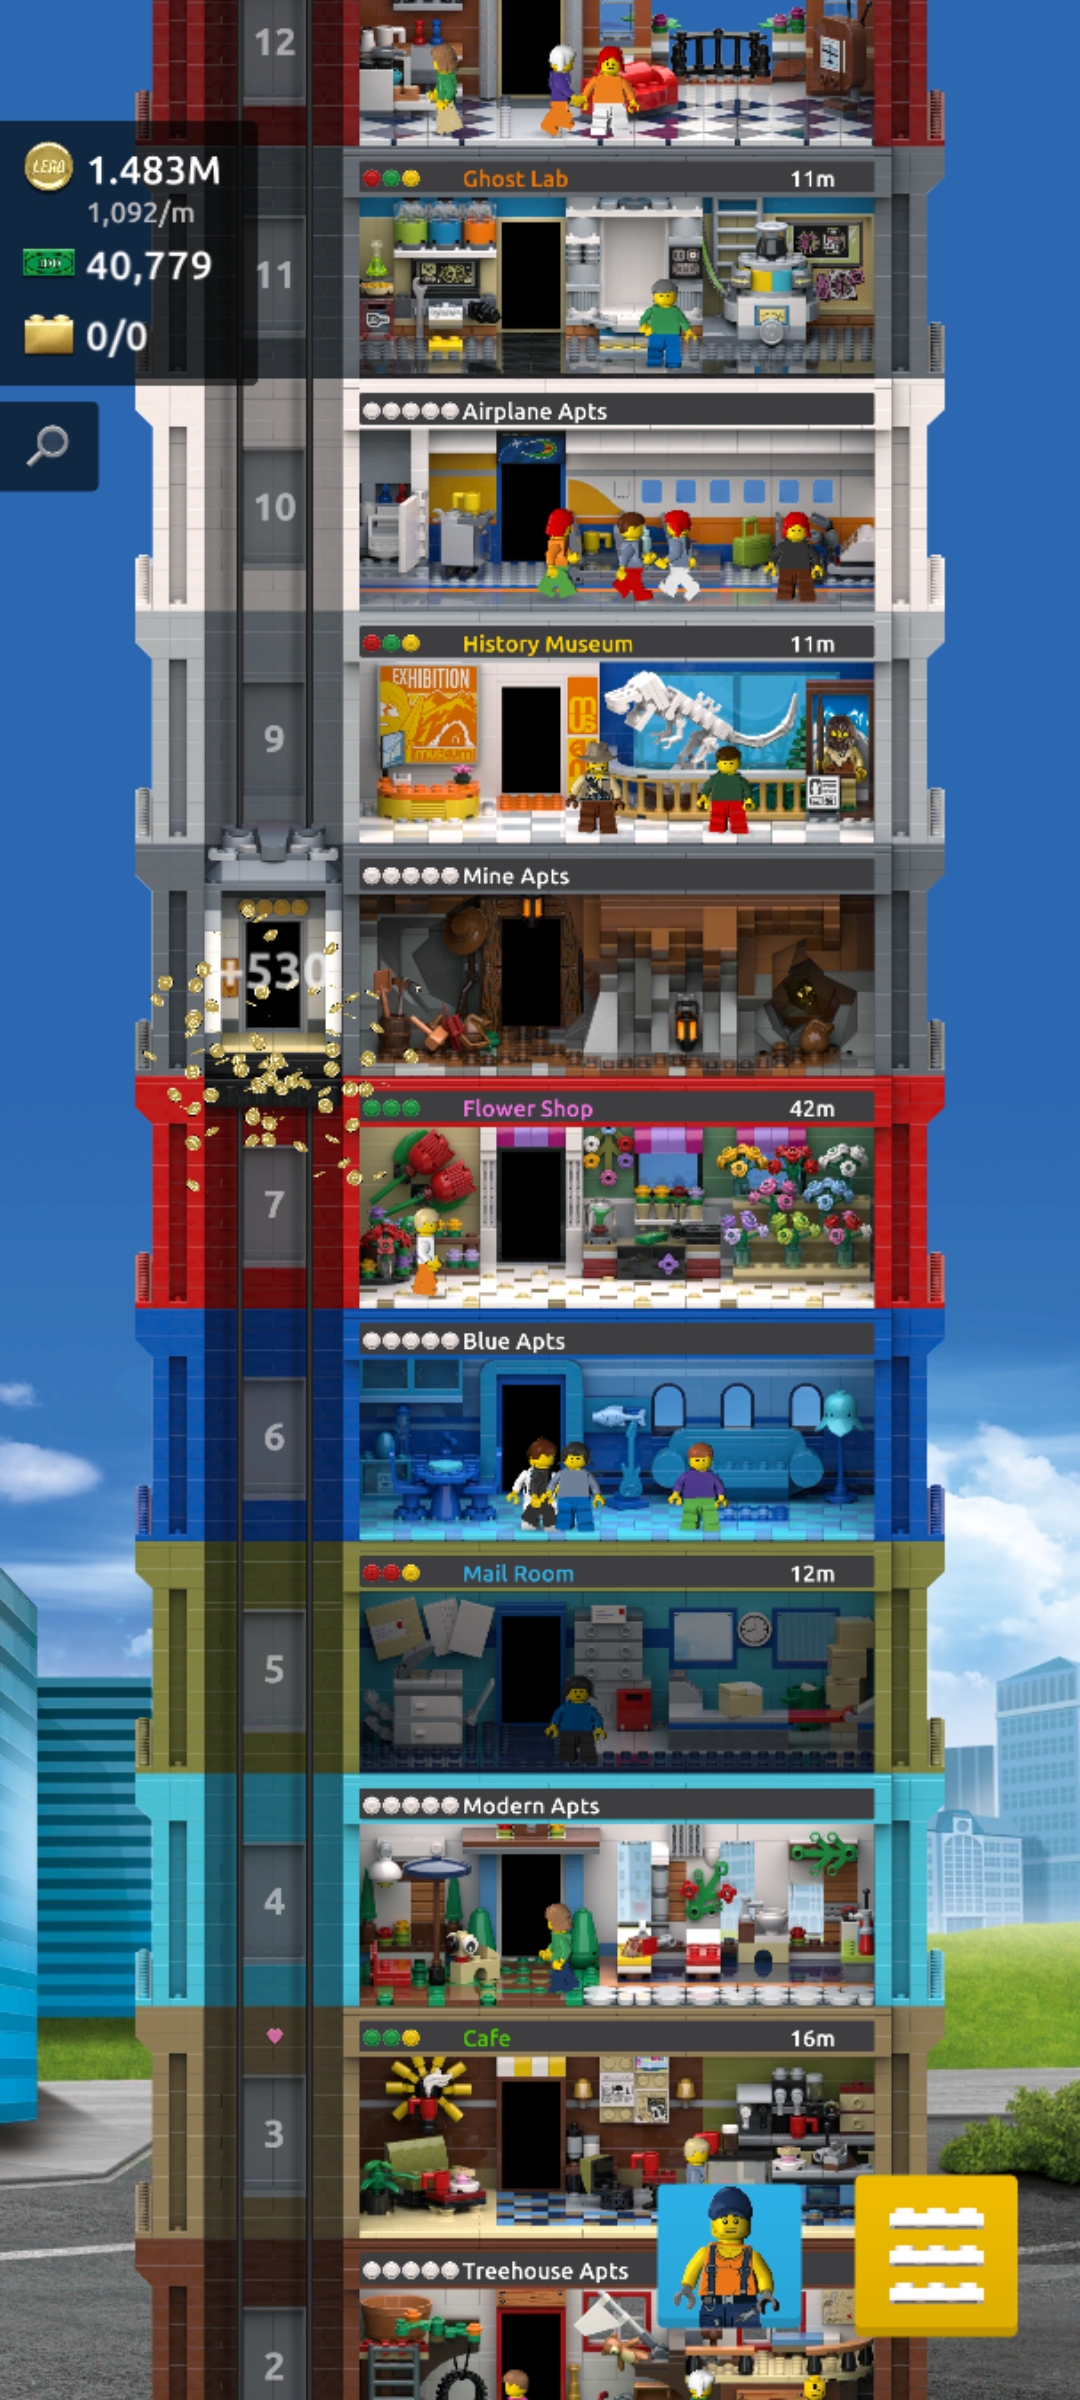 12
LEGO
1.483M
1,092/m
40,779
0/0
Ghost Lab 11m
11
Airplane Apts
10
History Museum 11m
EXHIBITION
museum
9
Mine Apts
+530
Flower Shop 42m
7
Blue Apts
6
Mail Room 12m
5
Modern Apts
4
Cafe 16m
3
Treehouse Apts
2